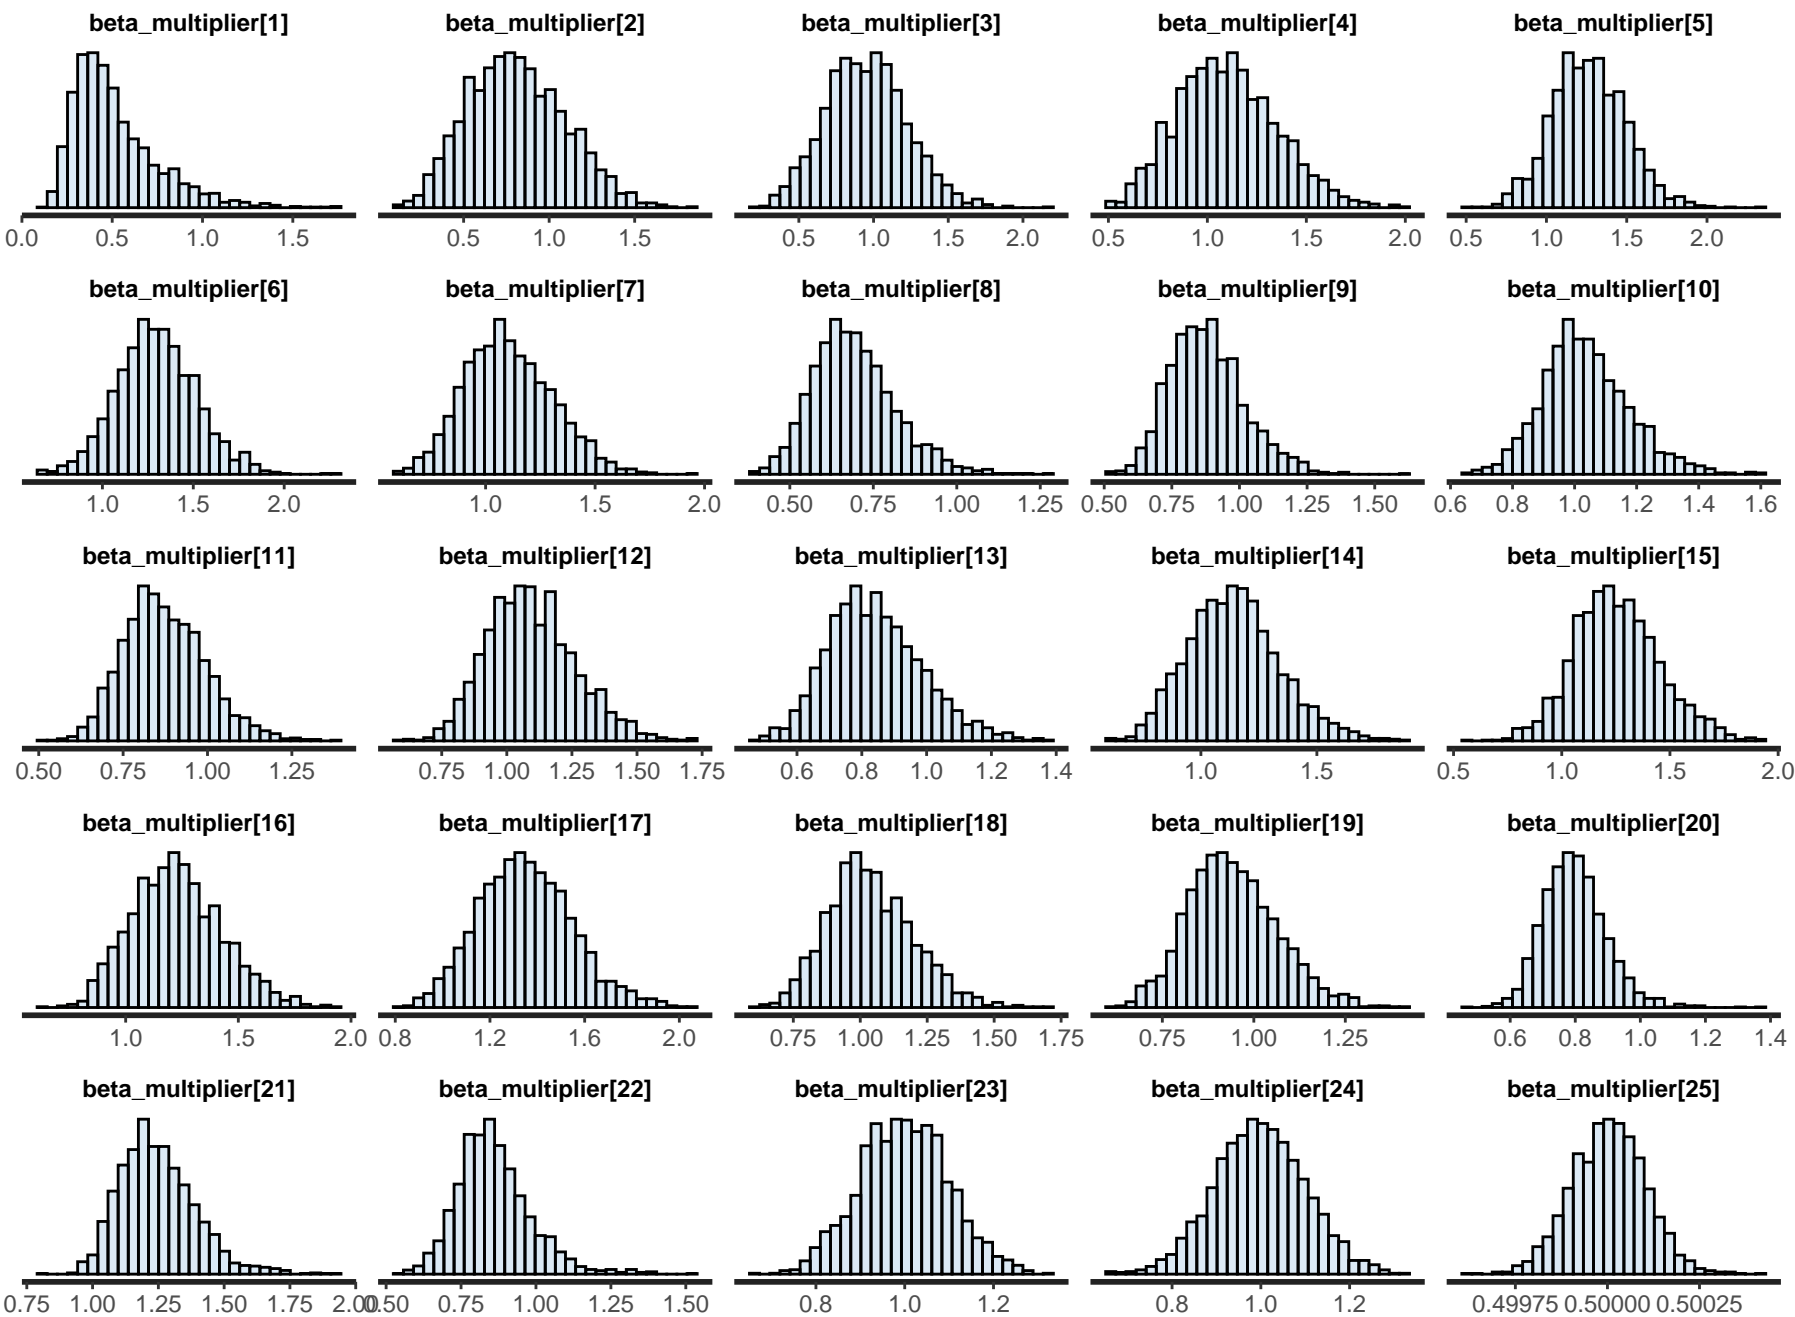 beta_multiplier[1] beta_multiplier[2] beta_multiplier[3] beta_multiplier[4] beta_multiplier[5]
0.0 0.5 1.0 1.5 0.5 1.0 1.5 0.5 1.0 1.5 2.0 0.5 1.0 1.5 2.0 0.5 1.0 1.5 2.0
beta_multiplier[6] beta_multiplier[7] beta_multiplier[8] beta_multiplier[9] beta_multiplier[10]
1.0 1.5 2.0 1.0 1.5 2.0 0.50 0.75 1.00 1.25 0.50 0.75 1.00 1.25 1.50 0.6 0.8 1.0 1.2 1.4 1.6
beta_multiplier[11] beta_multiplier[12] beta_multiplier[13] beta_multiplier[14] beta_multiplier[15]
0.50 0.75 1.00 1.25 0.75 1.00 1.25 1.50 1.75 0.6 0.8 1.0 1.2 1.4 1.0 1.5 0.5 1.0 1.5 2.0
beta_multiplier[16] beta_multiplier[17] beta_multiplier[18] beta_multiplier[19] beta_multiplier[20]
1.0 1.5 2.0 0.8 1.2 1.6 2.0 0.75 1.00 1.25 1.50 1.75 0.75 1.00 1.25 0.6 0.8 1.0 1.2 1.4
beta_multiplier[21] beta_multiplier[22] beta_multiplier[23] beta_multiplier[24] beta_multiplier[25]
0.75 1.00 1.25 1.50 1.75 2.00 0.50 0.75 1.00 1.25 1.50 0.8 1.0 1.2 0.8 1.0 1.2 0.49975 0.50000 0.50025